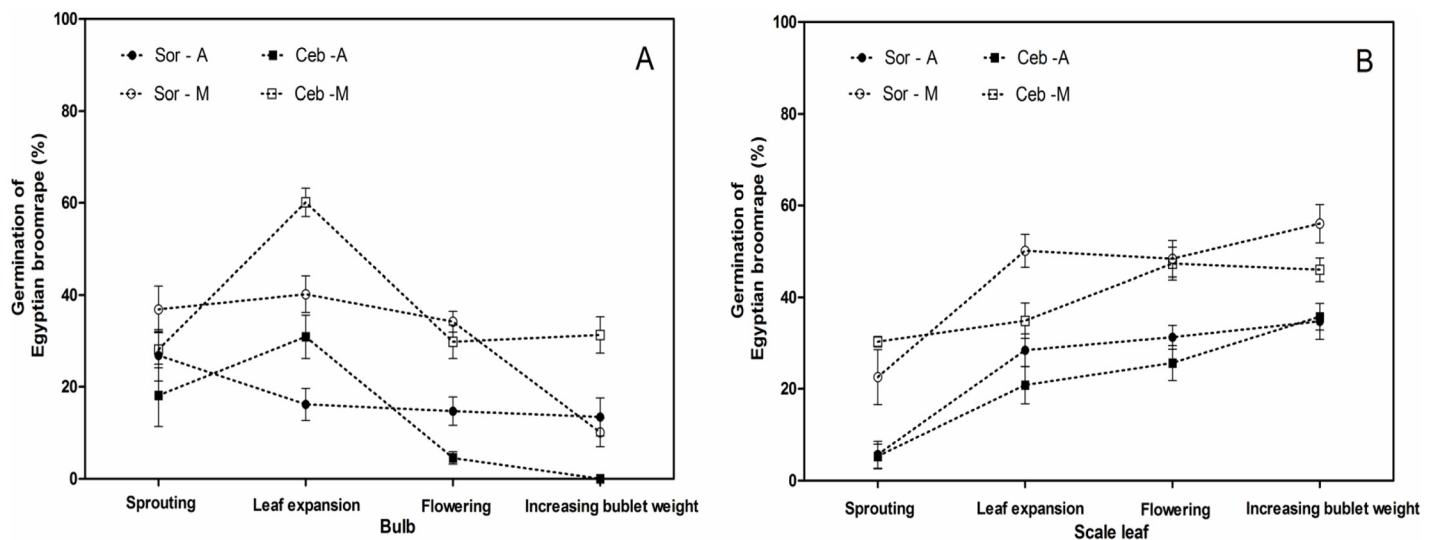 Germination of
Egyptian broomrape (%)
100
80
60
40
20
0
Sor - A
Ceb -A
Sor - M
Ceb -M
A
Sprouting
Leaf expansion
Flowering
Increasing bublet weight
Bulb
Germination of
Egyptian broomrape (%)
100
80
60
40
20
0
Sor - A
Ceb -A
Sor - M
Ceb -M
B
Sprouting
Leaf expansion
Flowering
Increasing bublet weight
Scale leaf